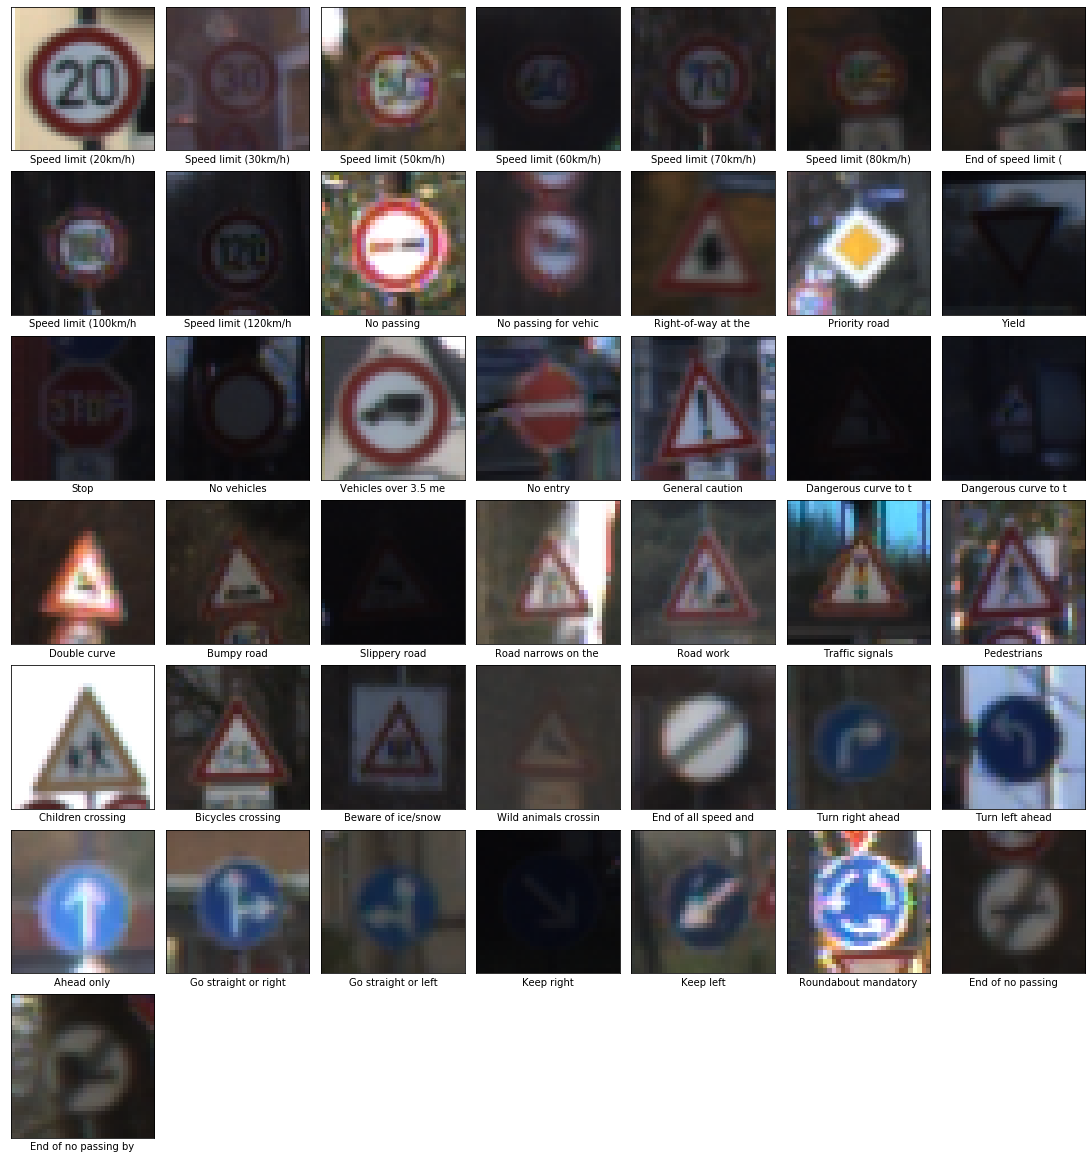 20
30
60
70
Speed limit (20km/h)
Speed limit (30km/h)
Speed limit (50km/h)
Speed limit (60km/h)
Speed limit (70km/h)
Speed limit (80km/h)
End of speed limit (
120
Speed limit (100km/h
Speed limit (120km/h
No passing
No passing for vehic
Right-of-way at the
Priority road
Yield
STOP
Stop
No vehicles
Vehicles over 3.5 me
No entry
General caution
Dangerous curve to t
Dangerous curve to t
Double curve
Bumpy road
Slippery road
Road narrows on the
Road work
Traffic signals
Pedestrians
Children crossing
Bicycles crossing
Beware of ice/snow
Wild animals crossin
End of all speed and
Turn right ahead
Turn left ahead
Ahead only
Go straight or right
Go straight or left
Keep right
Keep left
Roundabout mandatory
End of no passing
End of no passing by